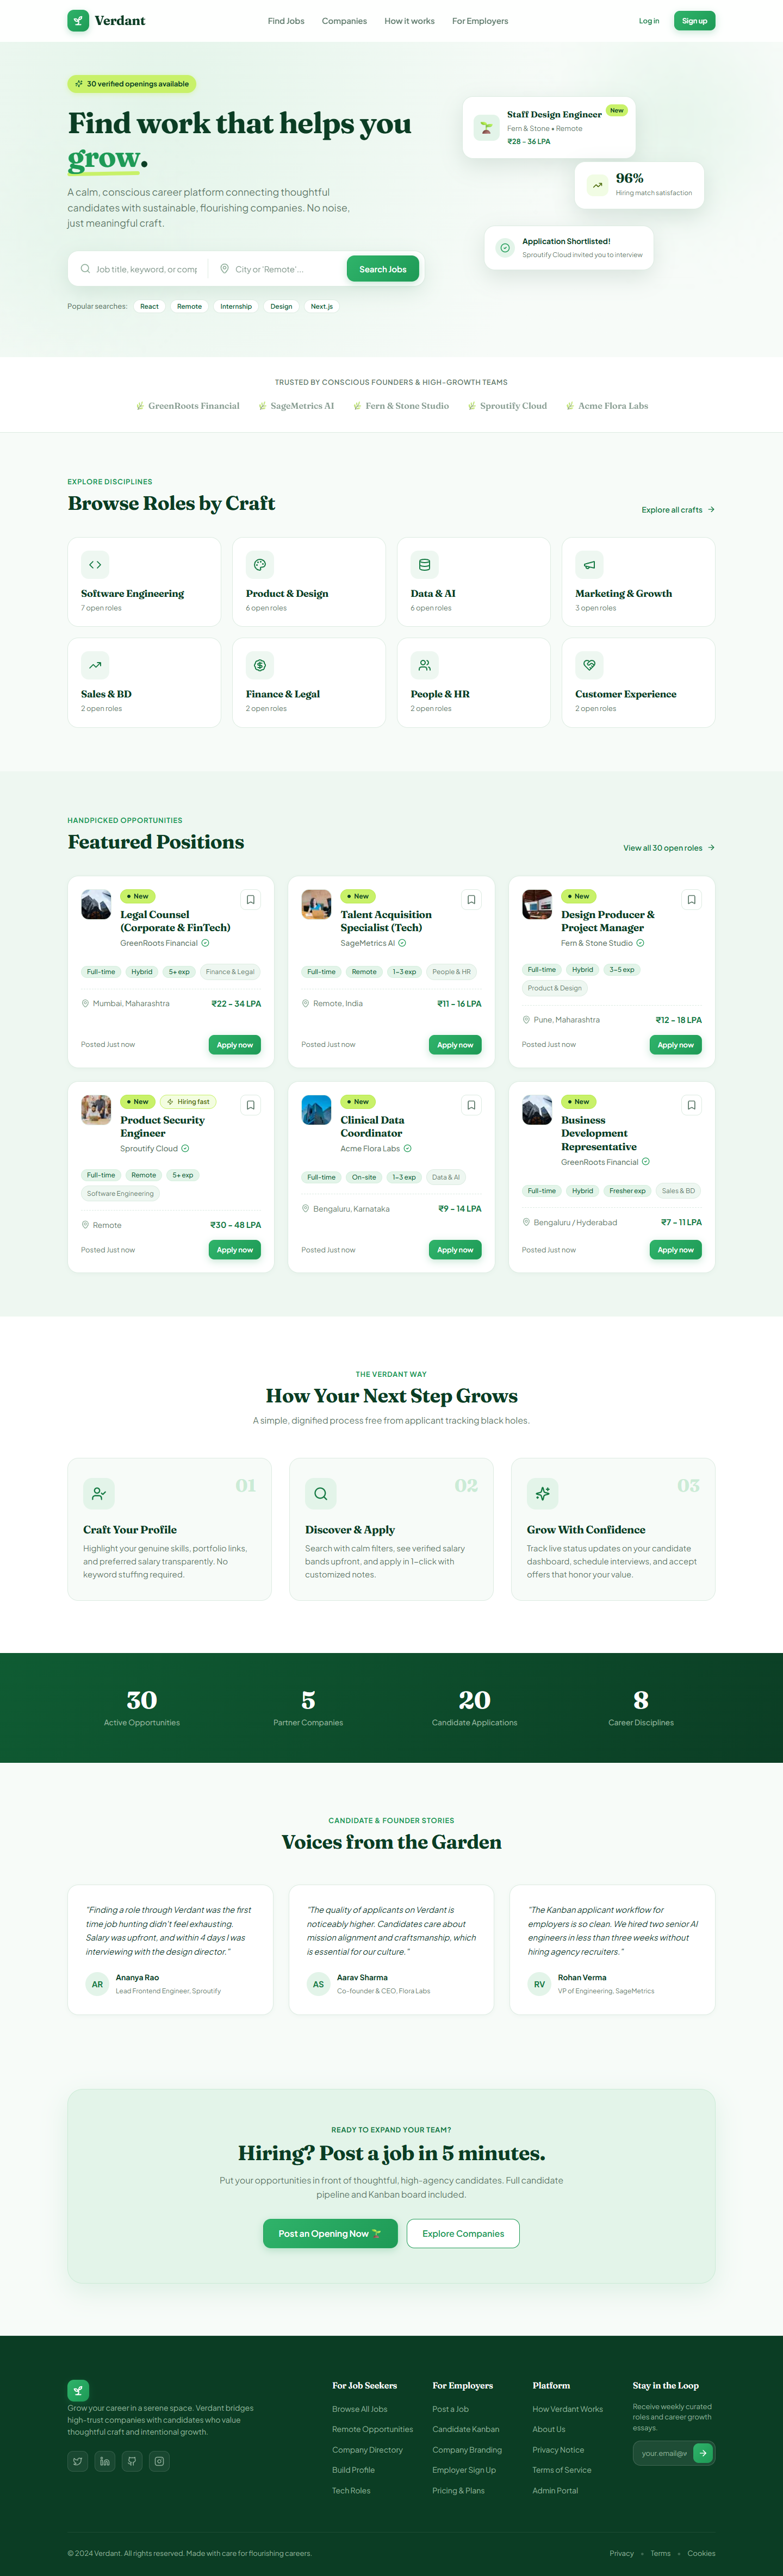 Verdant
Find Jobs
Companies
How it works
For Employers
Log in
Sign up
30 verified openings available
Find work that helps you
grow.
A calm, conscious career platform connecting thoughtful
candidates with sustainable, flourishing companies. No noise,
just meaningful craft.
Job title, keyword, or comp
City or 'Remote'...
Search Jobs
Popular searches:
React
Remote
Internship
Design
Next.js
Staff Design Engineer
New
Fern & Stone • Remote
₹28 - 36 LPA
96%
Hiring match satisfaction
Application Shortlisted!
Sproutify Cloud invited you to interview
TRUSTED BY CONSCIOUS FOUNDERS & HIGH-GROWTH TEAMS
GreenRoots Financial
SageMetrics AI
Fern & Stone Studio
Sproutify Cloud
Acme Flora Labs
EXPLORE DISCIPLINES
Browse Roles by Craft
Explore all crafts
Software Engineering
7 open roles
Product & Design
6 open roles
Data & AI
6 open roles
Marketing & Growth
3 open roles
Sales & BD
2 open roles
Finance & Legal
2 open roles
People & HR
2 open roles
Customer Experience
2 open roles
HANDPICKED OPPORTUNITIES
Featured Positions
View all 30 open roles
New
Legal Counsel
(Corporate & FinTech)
GreenRoots Financial
Full-time
Hybrid
5+ exp
Finance & Legal
Mumbai, Maharashtra
₹22 - 34 LPA
Posted Just now
Apply now
New
Talent Acquisition
Specialist (Tech)
SageMetrics AI
Full-time
Remote
1-3 exp
People & HR
Remote, India
₹11 - 16 LPA
Posted Just now
Apply now
New
Design Producer &
Project Manager
Fern & Stone Studio
Full-time
Hybrid
3-5 exp
Product & Design
Pune, Maharashtra
₹12 - 18 LPA
Posted Just now
Apply now
New
Hiring fast
Product Security
Engineer
Sproutify Cloud
Full-time
Remote
5+ exp
Software Engineering
Remote
₹30 - 48 LPA
Posted Just now
Apply now
New
Clinical Data
Coordinator
Acme Flora Labs
Full-time
On-site
1-3 exp
Data & AI
Bengaluru, Karnataka
₹9 - 14 LPA
Posted Just now
Apply now
New
Business
Development
Representative
GreenRoots Financial
Full-time
Hybrid
Fresher exp
Sales & BD
Bengaluru / Hyderabad
₹7 - 11 LPA
Posted Just now
Apply now
THE VERDANT WAY
How Your Next Step Grows
A simple, dignified process free from applicant tracking black holes.
01
Craft Your Profile
Highlight your genuine skills, portfolio links,
and preferred salary transparently. No
keyword stuffing required.
02
Discover & Apply
Search with calm filters, see verified salary
bands upfront, and apply in 1-click with
customized notes.
03
Grow With Confidence
Track live status updates on your candidate
dashboard, schedule interviews, and accept
offers that honor your value.
30
Active Opportunities
5
Partner Companies
20
Candidate Applications
8
Career Disciplines
CANDIDATE & FOUNDER STORIES
Voices from the Garden
"Finding a role through Verdant was the first
time job hunting didn't feel exhausting.
Salary was upfront, and within 4 days I was
interviewing with the design director."
AR
Ananya Rao
Lead Frontend Engineer, Sproutify
"The quality of applicants on Verdant is
noticeably higher. Candidates care about
mission alignment and craftsmanship, which
is essential for our culture."
AS
Aarav Sharma
Co-founder & CEO, Flora Labs
"The Kanban applicant workflow for
employers is so clean. We hired two senior AI
engineers in less than three weeks without
hiring agency recruiters."
RV
Rohan Verma
VP of Engineering, SageMetrics
READY TO EXPAND YOUR TEAM?
Hiring? Post a job in 5 minutes.
Put your opportunities in front of thoughtful, high-agency candidates. Full candidate
pipeline and Kanban board included.
Post an Opening Now
Explore Companies
Grow your career in a serene space. Verdant bridges
high-trust companies with candidates who value
thoughtful craft and intentional growth.
For Job Seekers
Browse All Jobs
Remote Opportunities
Company Directory
Build Profile
Tech Roles
For Employers
Post a Job
Candidate Kanban
Company Branding
Employer Sign Up
Pricing & Plans
Platform
How Verdant Works
About Us
Privacy Notice
Terms of Service
Admin Portal
Stay in the Loop
Receive weekly curated
roles and career growth
essays.
your.email@w
© 2024 Verdant. All rights reserved. Made with care for flourishing careers.
Privacy
•
Terms
•
Cookies